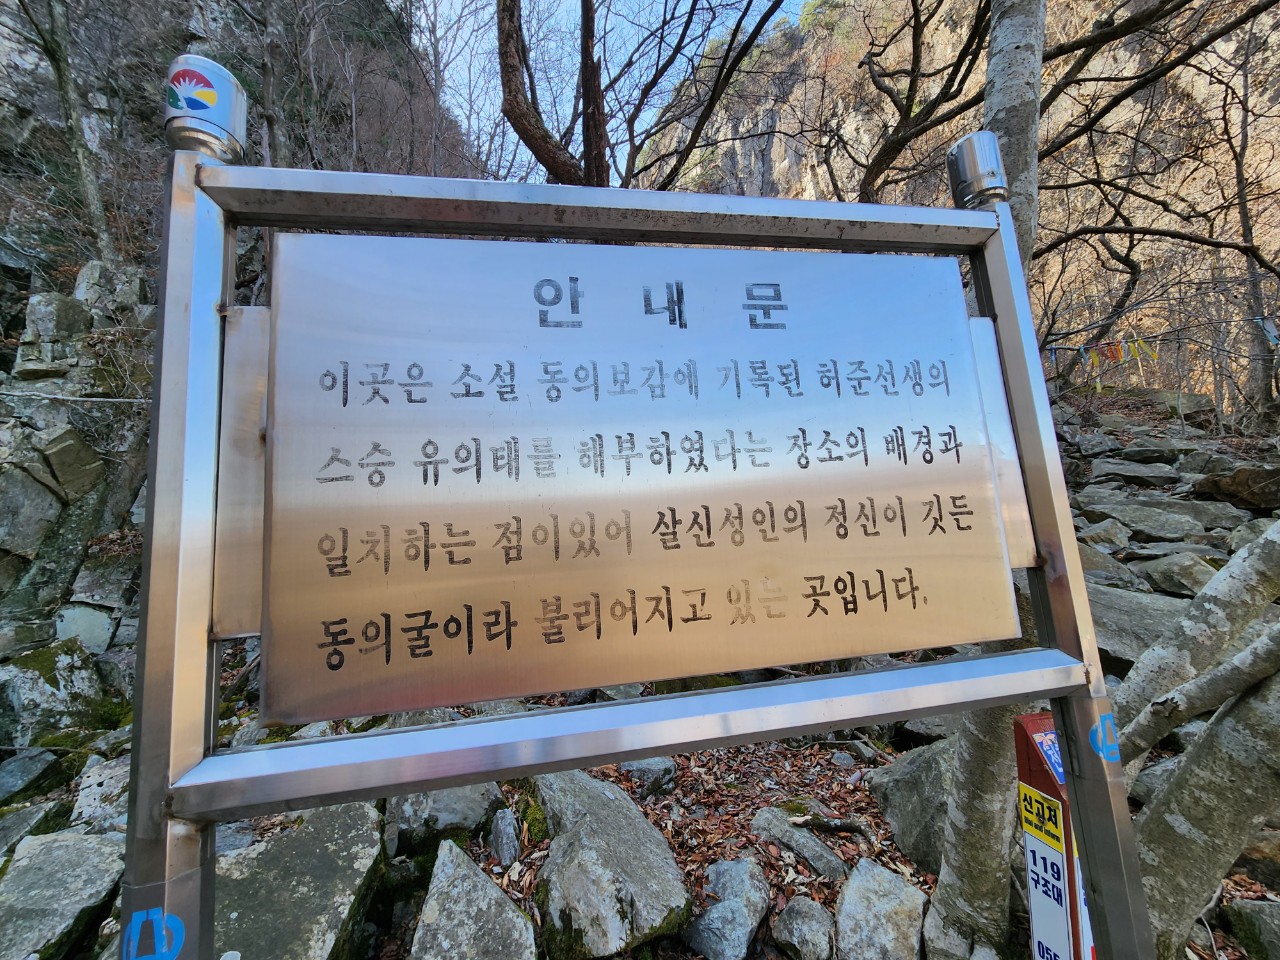 안 내 문
이곳은 소설 동의보감에 기록된 허준선생의
스승 유의태를 해부하였다는 장소의 배경과
일치하는 점이있어 살신성인의 정신이 깃든
동의굴이라 불리어지고 있는 곳입니다.
신고처
119
구조대
055